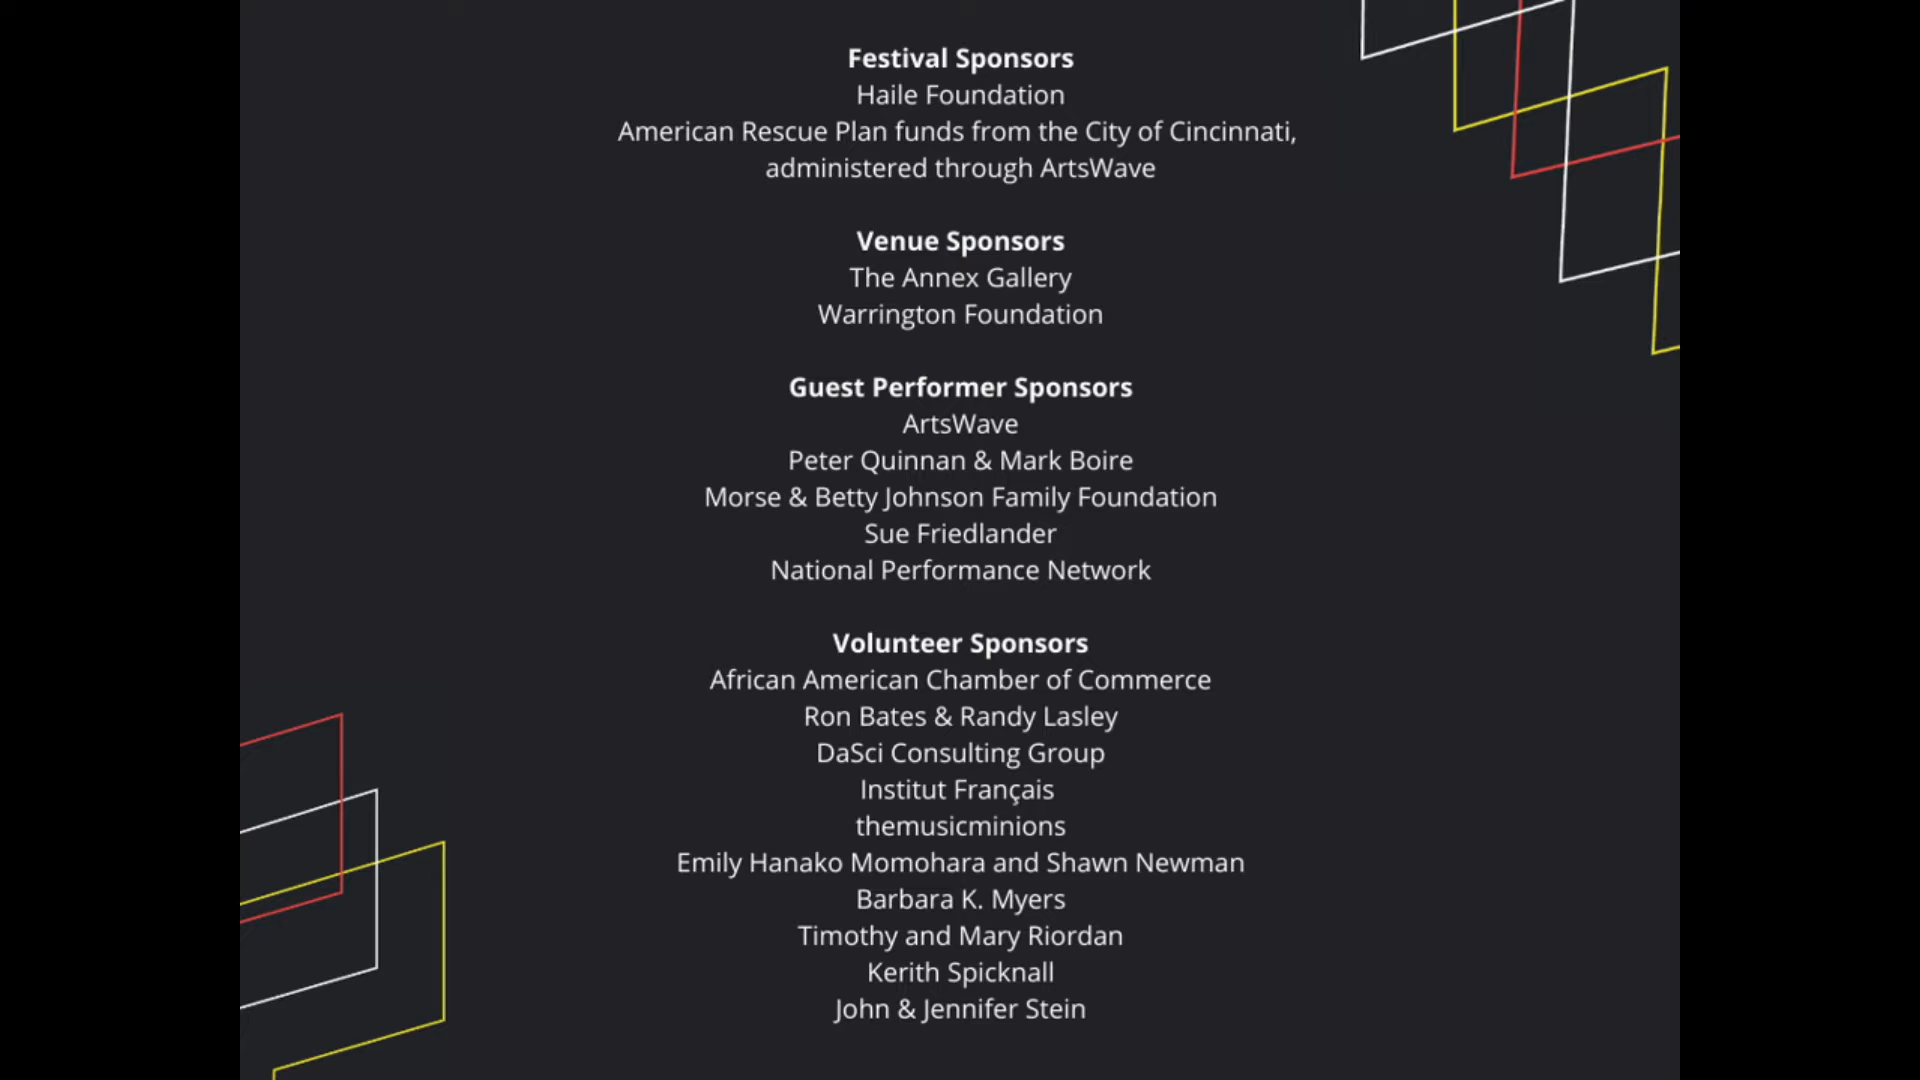 Festival Sponsors
Haile Foundation
American Rescue Plan funds from the City of Cincinnati,
administered through ArtsWave
Venue Sponsors
The Annex Gallery
Warrington Foundation
Guest Performer Sponsors
ArtsWave
Peter Quinnan & Mark Boire
Morse & Betty Johnson Family Foundation
Sue Friedlander
National Performance Network
Volunteer Sponsors
African American Chamber of Commerce
Ron Bates & Randy Lasley
DaSci Consulting Group
Institut Français
themusicminions
Emily Hanako Momohara and Shawn Newman
Barbara K. Myers
Timothy and Mary Riordan
Kerith Spicknall
John & Jennifer Stein